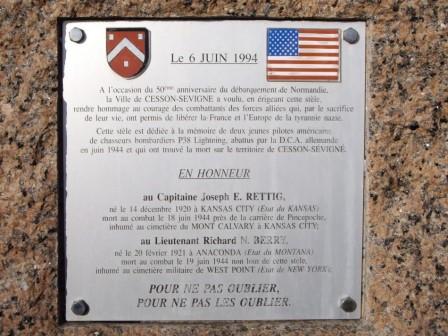 Le 6 JUIN 1994
A l'occasion du 50ème anniversaire du débarquement de Normandie,
la Ville de CESSON-SEVIGNE a voulu, en érigeant cette stèle,
rendre hommage au courage des combattants des forces alliées qui, par le sacrifice
de leur vie, ont permis de libérer la France et l'Europe de la tyrannie nazie.
Cette stèle est dédiée à la mémoire de deux jeunes pilotes américains
de chasseurs bombardiers P38 Lightning, abattus par la D.C.A. allemande
en juin 1944 et qui ont trouvé la mort sur le territoire de CESSON-SÉVIGNÉ.
EN HONNEUR
au Capitaine Joseph E. RETTIG,
né le 14 décembre 1920 à KANSAS CITY (Etat du KANSAS)
mort au combat le 18 juin 1944 près de la carrière de Pincepoche,
inhumé au cimetière du MONT CALVARY à KANSAS CITY;
au Lieutenant Richard N. BERRY,
né le 20 février 1921 à ANACONDA (Etat du MONTANA)
mort au combat le 19 juin 1944 non loin de cette stèle,
inhumé au cimetière militaire de WEST POINT (Etat de NEW YORK);
POUR NE PAS OUBLIER,
POUR NE PAS LES OUBLIER.